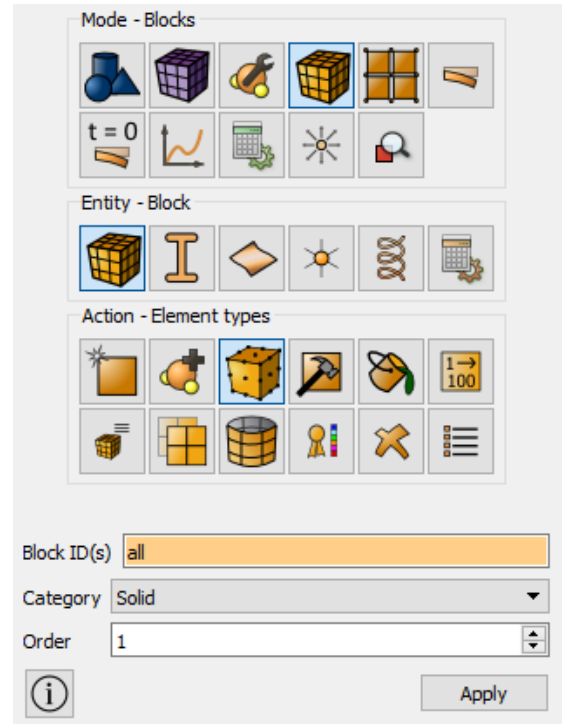 Mode - Blocks
t = 0
Entity - Block
Action - Element types
1→
100
Block ID(s) all
Category Solid
Order 1
i
Apply